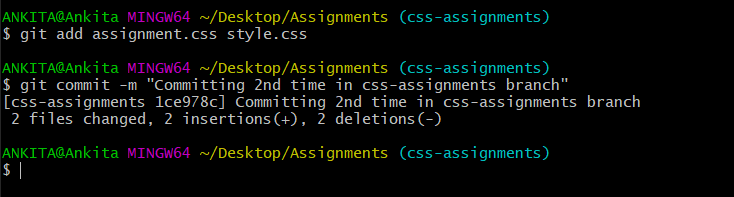 ANKITA@Ankita MINGW64 ~/Desktop/Assignments (css-assignments)
$ git add assignment.css style.css
ANKITA@Ankita MINGW64 ~/Desktop/Assignments (css-assignments)
$ git commit -m "Committing 2nd time in css-assignments branch"
[css-assignments 1ce978c] Committing 2nd time in css-assignments branch
 2 files changed, 2 insertions(+), 2 deletions(-)
ANKITA@Ankita MINGW64 ~/Desktop/Assignments (css-assignments)
$